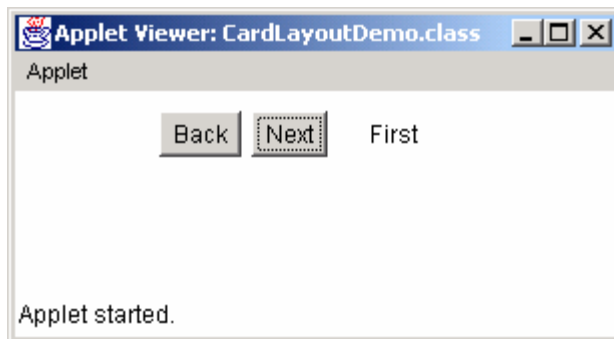 Applet Viewer: CardLayoutDemo.class
Applet
Back Next First
Applet started.